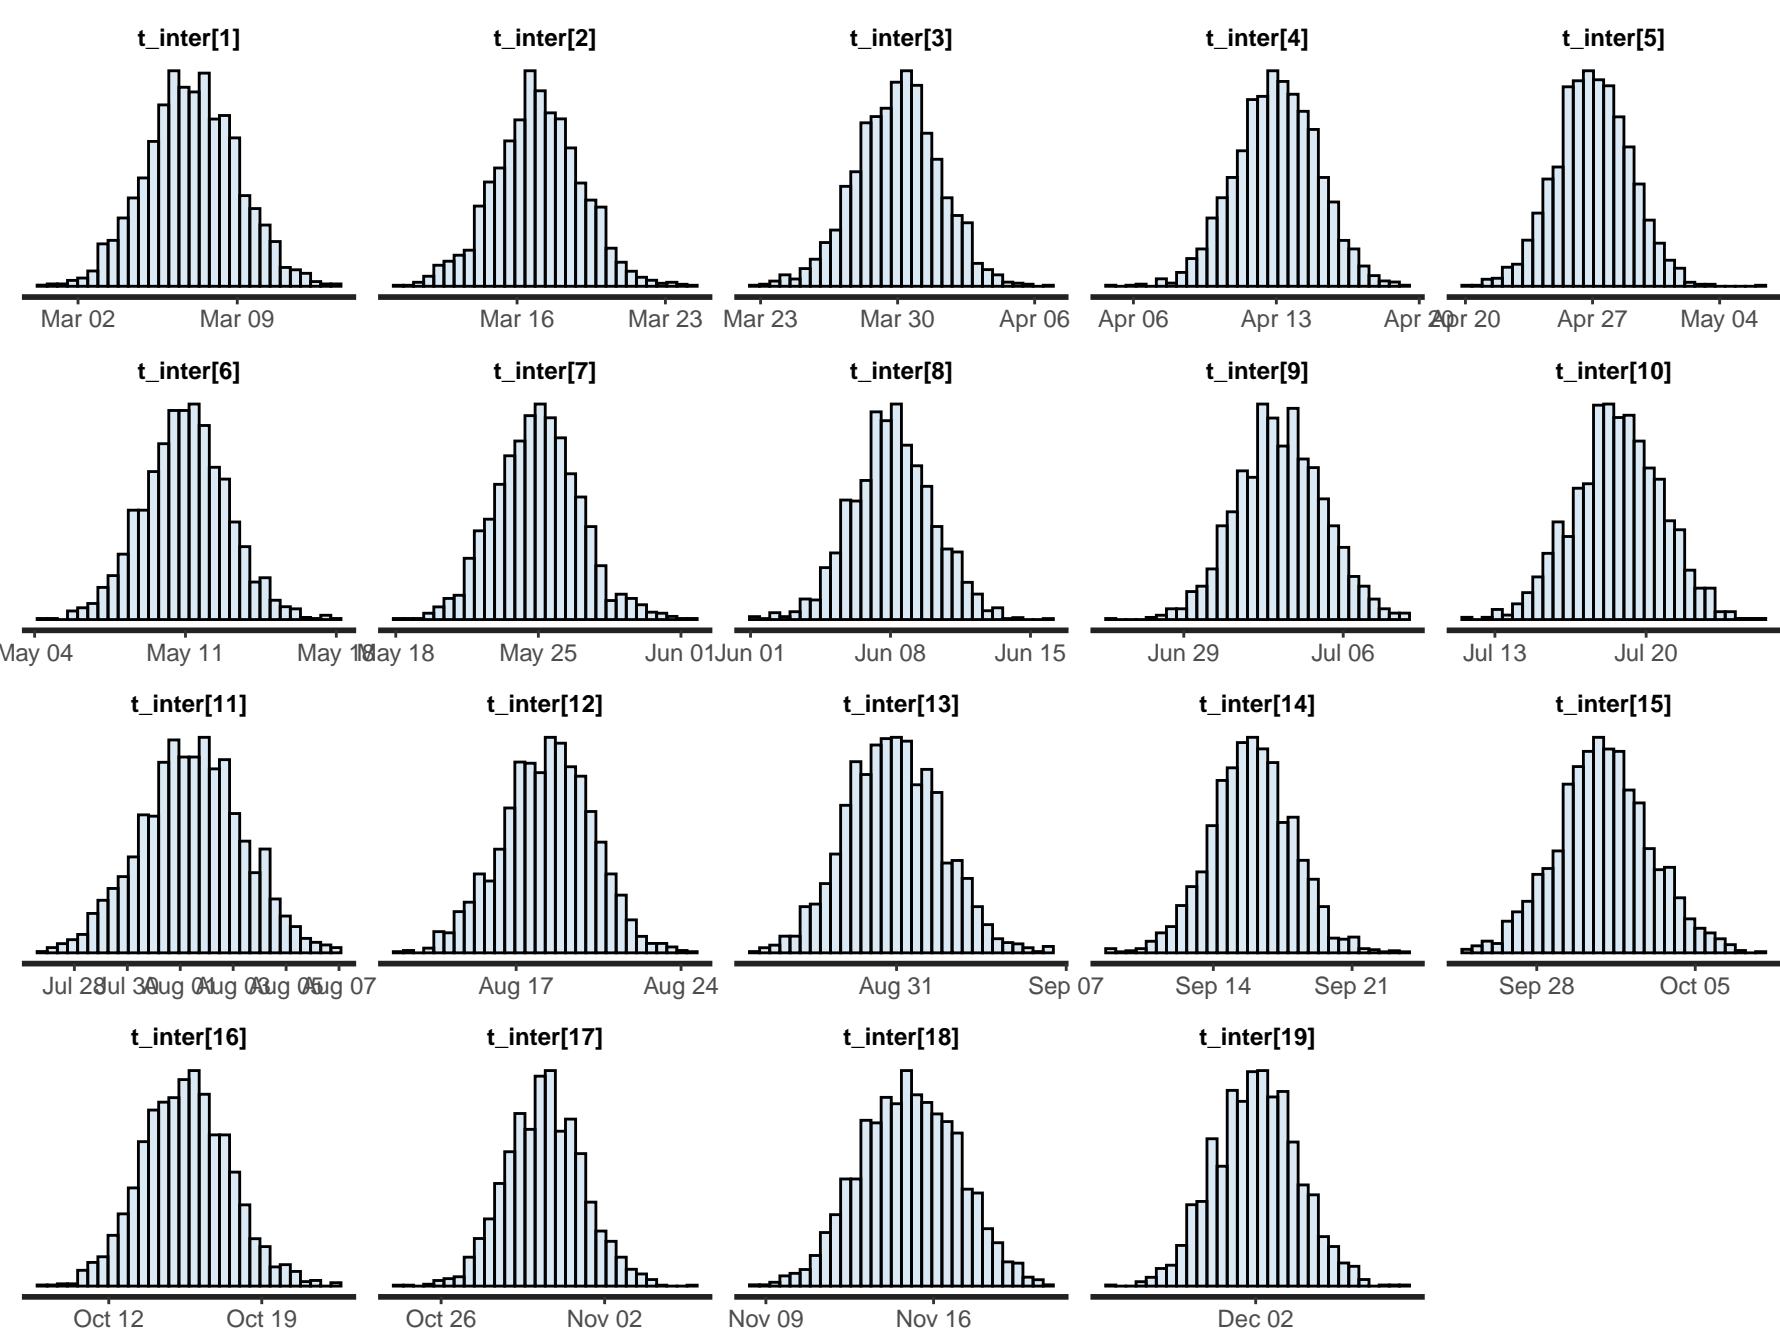 t_inter[1] t_inter[2] t_inter[3] t_inter[4] t_inter[5]
Mar 02 Mar 09 Mar 16 Mar 23 Mar 23 Mar 30 Apr 06 Apr 06 Apr 13 Apr 20 Apr 20 Apr 27 May 04
t_inter[6] t_inter[7] t_inter[8] t_inter[9] t_inter[10]
May 04 May 11 May 18 May 18 May 25 Jun 01 Jun 01 Jun 08 Jun 15 Jun 29 Jul 06 Jul 13 Jul 20
t_inter[11] t_inter[12] t_inter[13] t_inter[14] t_inter[15]
Jul 28 Jul 30 Aug 01 Aug 03 Aug 05 Aug 07 Aug 17 Aug 24 Aug 31 Sep 07 Sep 14 Sep 21 Sep 28 Oct 05
t_inter[16] t_inter[17] t_inter[18] t_inter[19]
Oct 12 Oct 19 Oct 26 Nov 02 Nov 09 Nov 16 Dec 02